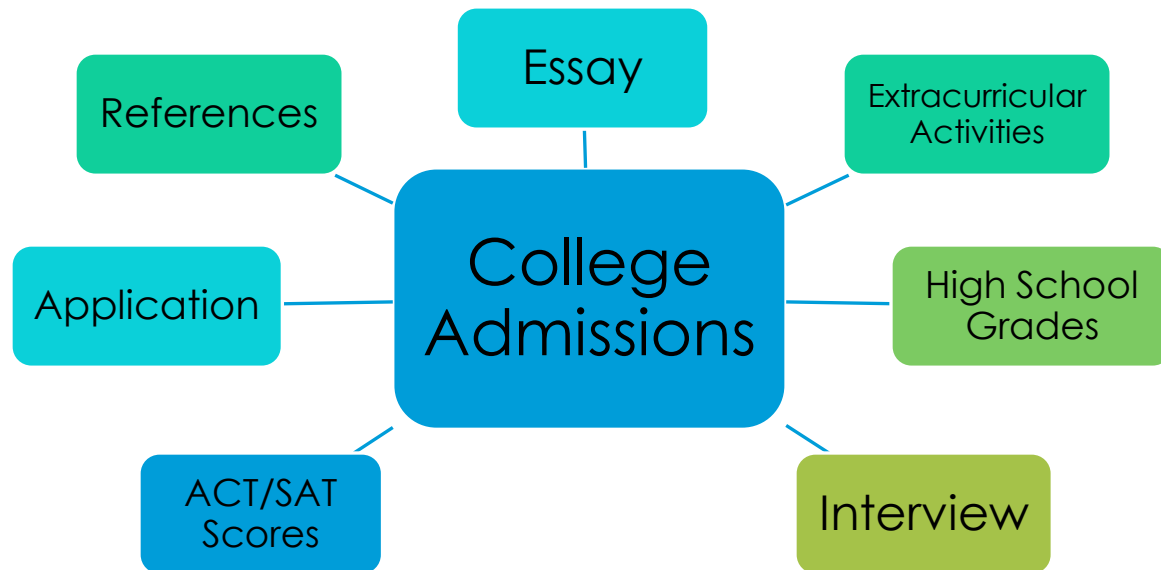 Essay
References
Extracurricular
Activities
College
Admissions
Application
High School
Grades
ACT/SAT
Scores
Interview